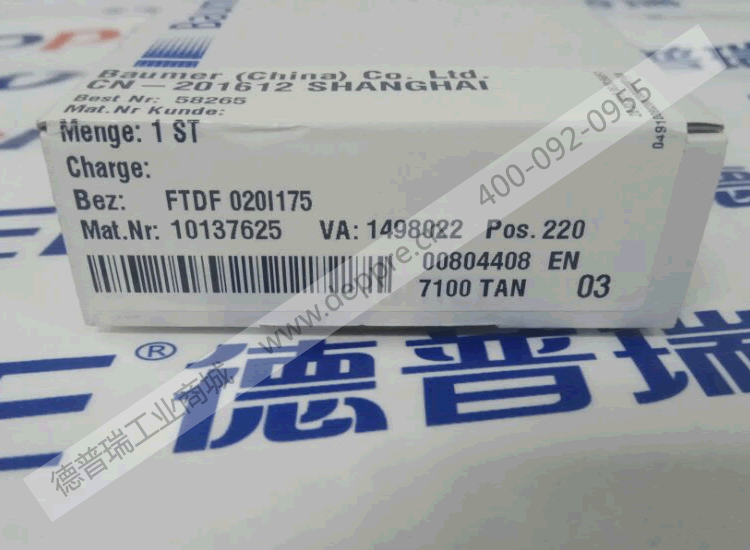 Baumer (China) Co. Ltd.
CN-201612 SHANGHAI
Best Nr: 58265
Mat.Nr Kunde:
Menge: 1 ST
Charge:
Bez: FTDF 020I175
Mat.Nr: 10137625 VA: 1498022 Pos. 220
00804408 EN
7100 TAN 03
400-092-0955
www.deppre.cn
德普瑞工业商城
® 德普瑞